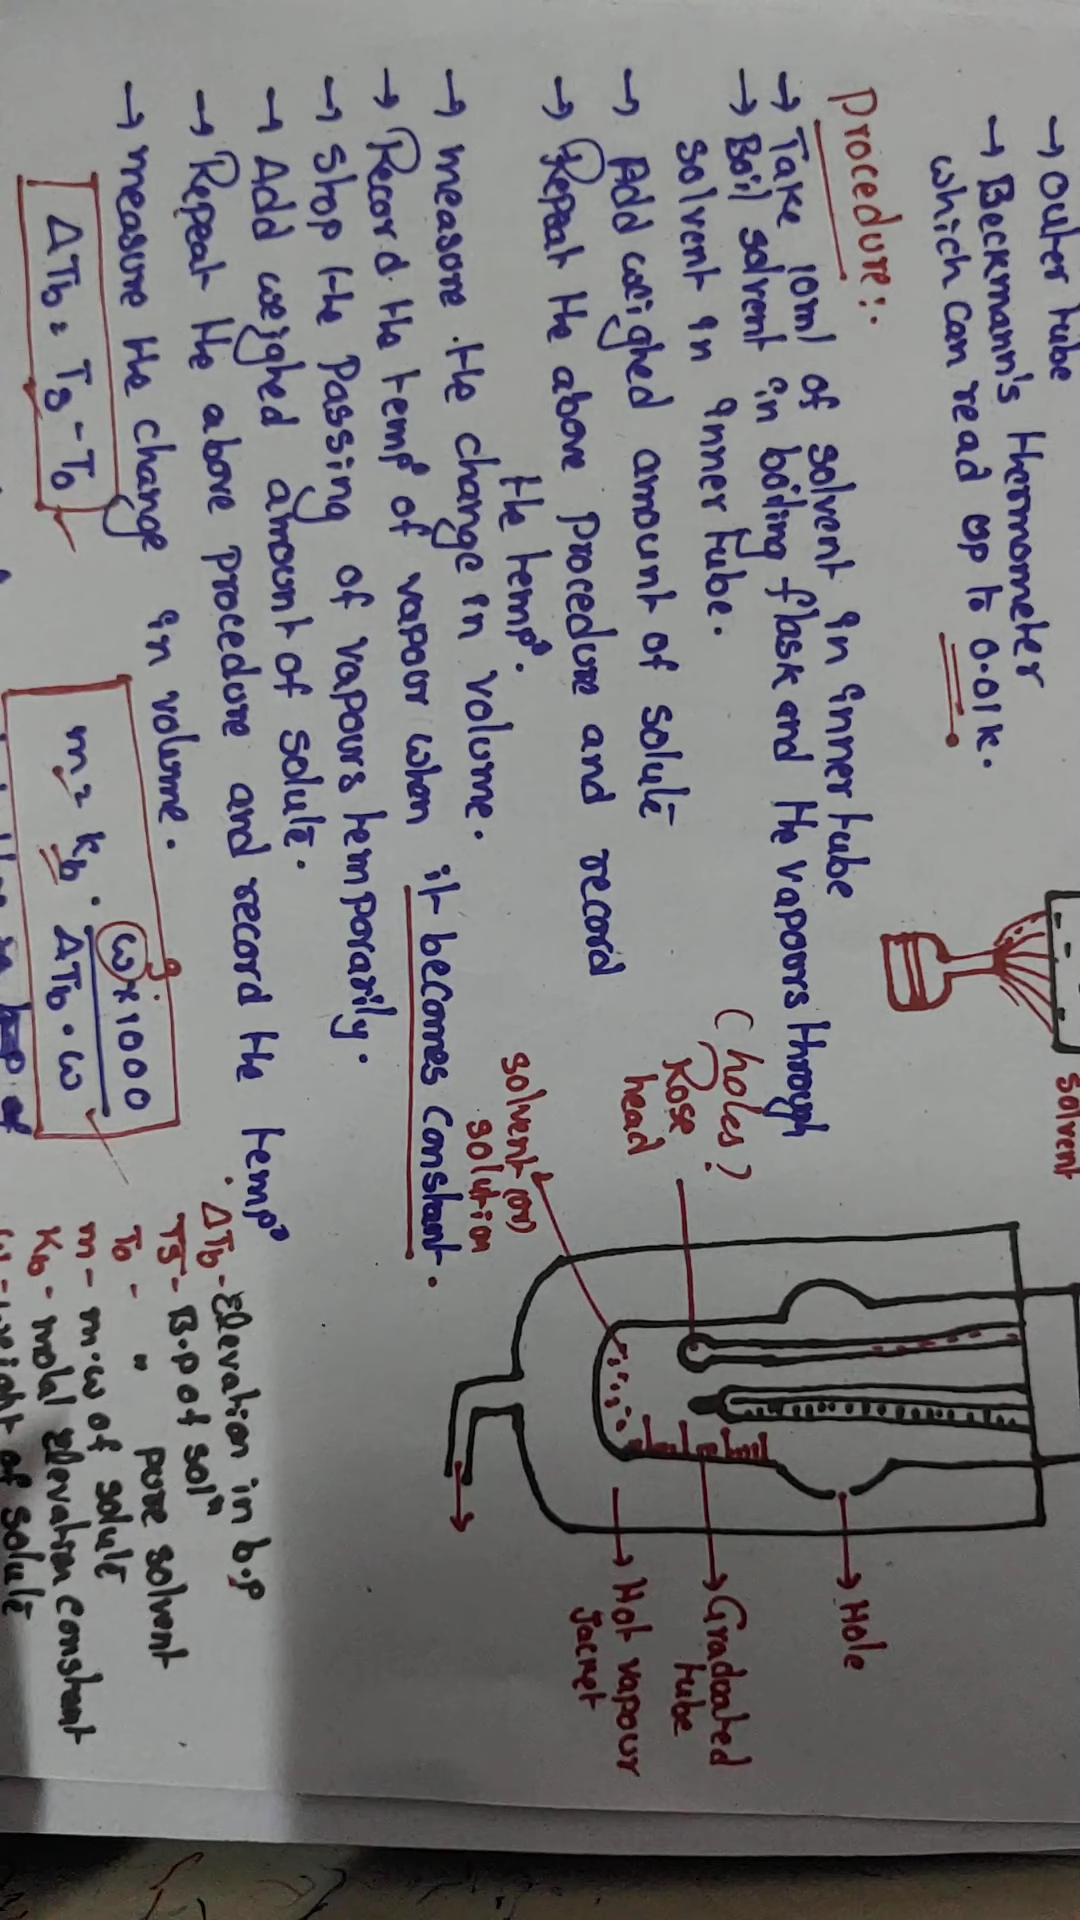 → Outer tube
→ Beckmann's thermometer
which can read up to 0.01K.
Procedure:-
→ Take 10ml of solvent in inner tube
→ Boil solvent in boiling flask and the vapours through
solvent in inner tube.
→ Add weighed amount of solute
→ Repeat the above procedure and record
the tempº.
→ measure the change in volume.
→ Record the tempº of vapour when it becomes constant.
→ Stop the passing of vapours temporarily.
→ Add weighed amount of solute.
→ Repeat the above procedure and record the tempº
→ measure the change in volume.
ΔTb = Ts - To
m = Kb . w × 1000
ΔTb . W
g
solvent
(holes)
Rose
head
solvent (or)
solution
→ Hole
→ Graduated
tube
→ Hot vapour
Jacket
ΔTb - Elevation in b.p
Ts - B.p of solⁿ
To - " pure solvent
m - m.w of solute
Kb - molal elevation constant
of solute